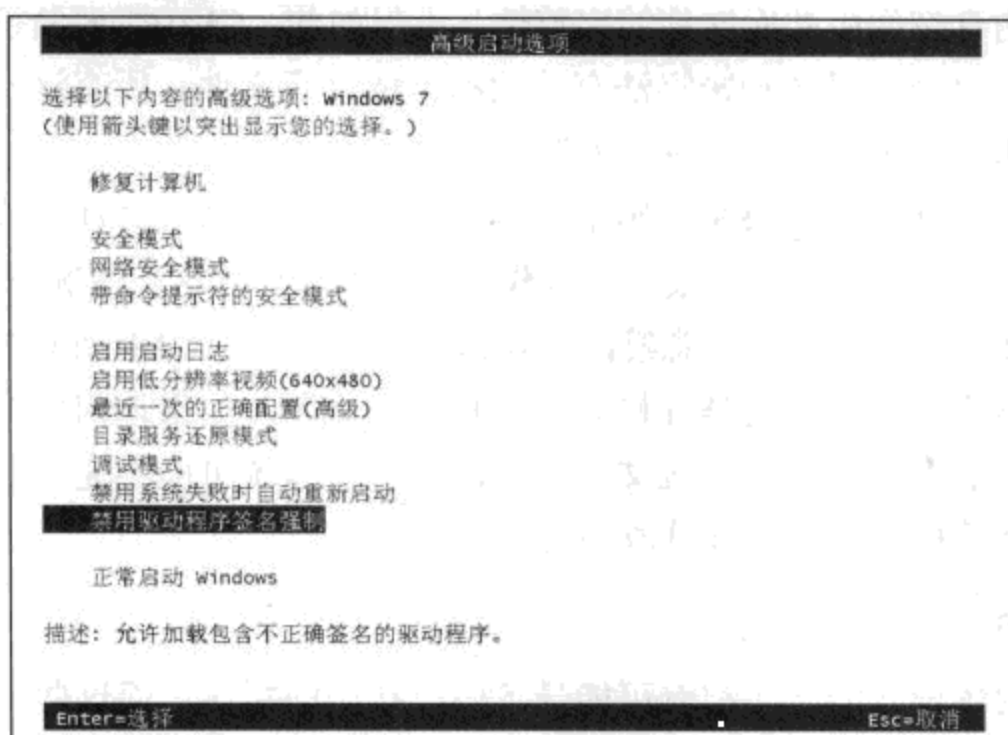 高级启动选项
选择以下内容的高级选项: Windows 7
(使用箭头键以突出显示您的选择。)
修复计算机
安全模式
网络安全模式
带命令提示符的安全模式
启用启动日志
启用低分辨率视频(640x480)
最近一次的正确配置(高级)
目录服务还原模式
调试模式
禁用系统失败时自动重新启动
禁用驱动程序签名强制
正常启动 Windows
描述: 允许加载包含不正确签名的驱动程序。
Enter=选择 Esc=取消